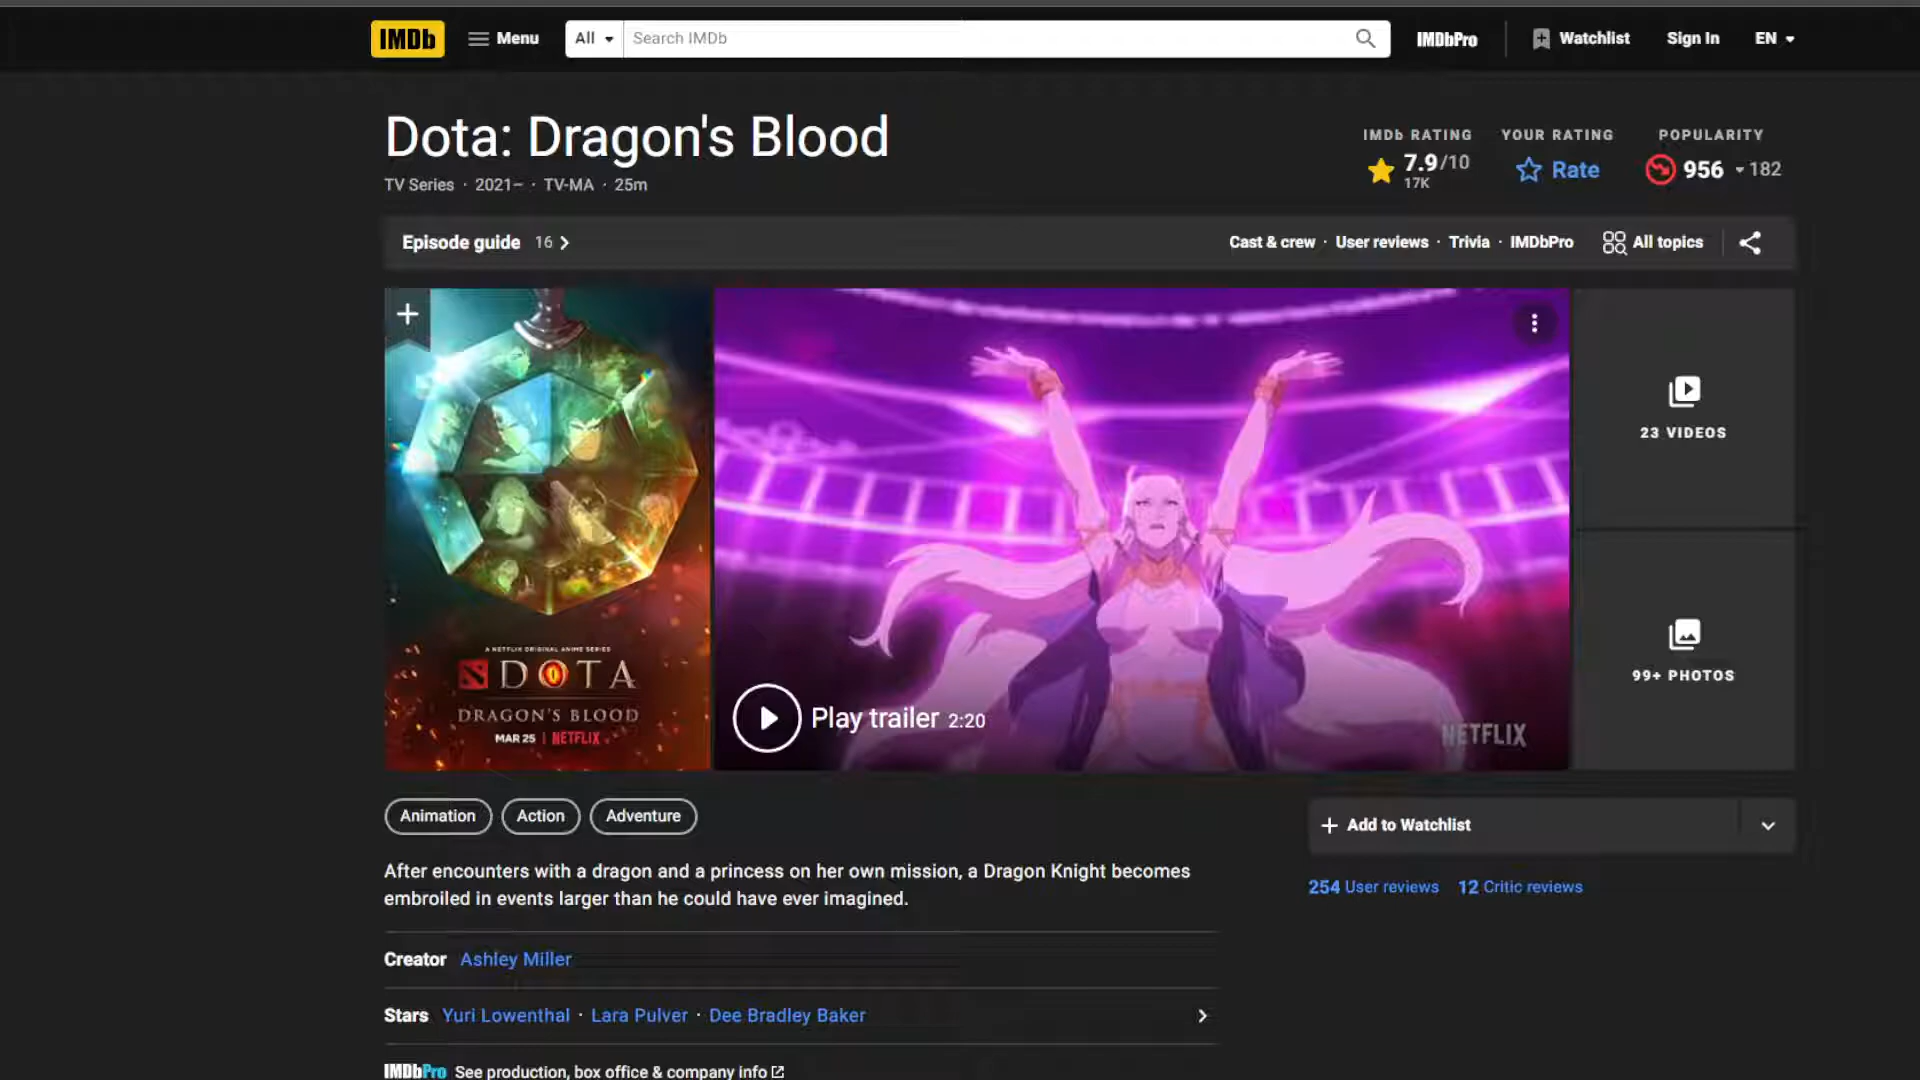 IMDb Menu All Search IMDb IMDbPro Watchlist Sign In EN
Dota: Dragon's Blood
TV Series · 2021– · TV-MA · 25m
IMDb RATING YOUR RATING POPULARITY
7.9/10 Rate 956 182
17K
Episode guide 16 Cast & crew · User reviews · Trivia · IMDbPro All topics
A NETFLIX ORIGINAL ANIME SERIES
DOTA
DRAGON'S BLOOD
MAR 25 | NETFLIX
Play trailer 2:20
NETFLIX
23 VIDEOS
99+ PHOTOS
Animation Action Adventure
After encounters with a dragon and a princess on her own mission, a Dragon Knight becomes
embroiled in events larger than he could have ever imagined.
Creator Ashley Miller
Stars Yuri Lowenthal · Lara Pulver · Dee Bradley Baker
IMDbPro See production, box office & company info
Add to Watchlist
254 User reviews 12 Critic reviews